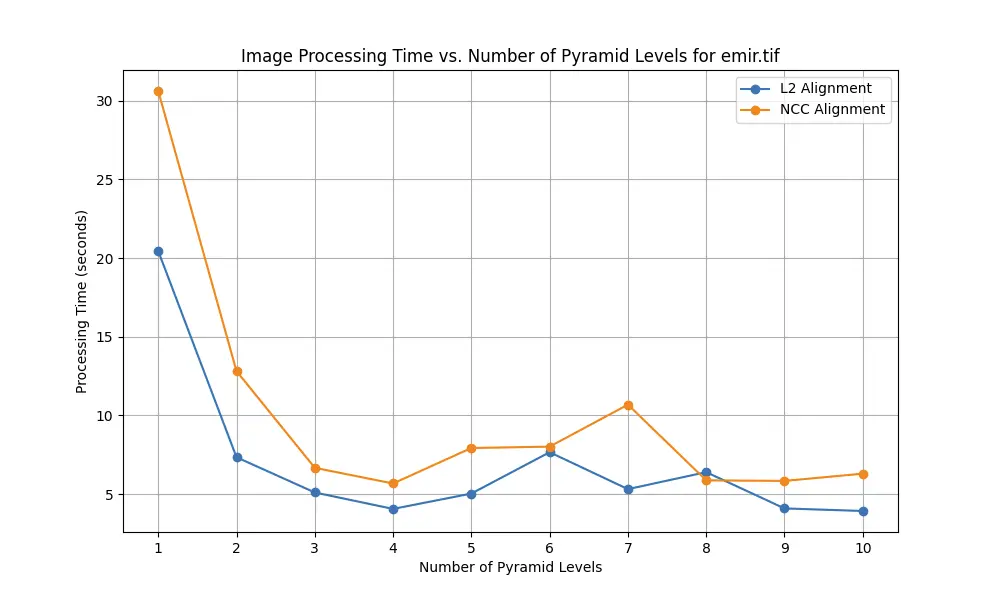 Image Processing Time vs. Number of Pyramid Levels for emir.tif
L2 Alignment
NCC Alignment
30
25
20
15
10
5
Processing Time (seconds)
1 2 3 4 5 6 7 8 9 10
Number of Pyramid Levels